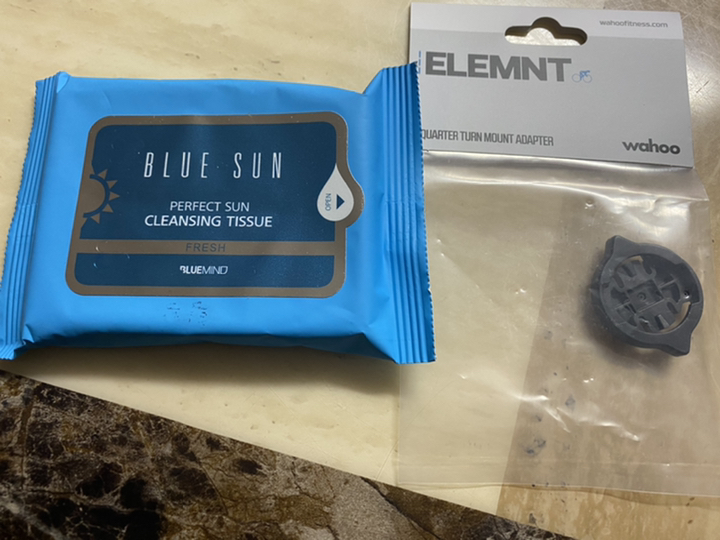 BLUE SUN
PERFECT SUN
CLEANSING TISSUE
FRESH
BLUEMIND
OPEN
wahoofitness.com
ELEMNT
QUARTER TURN MOUNT ADAPTER
wahoo